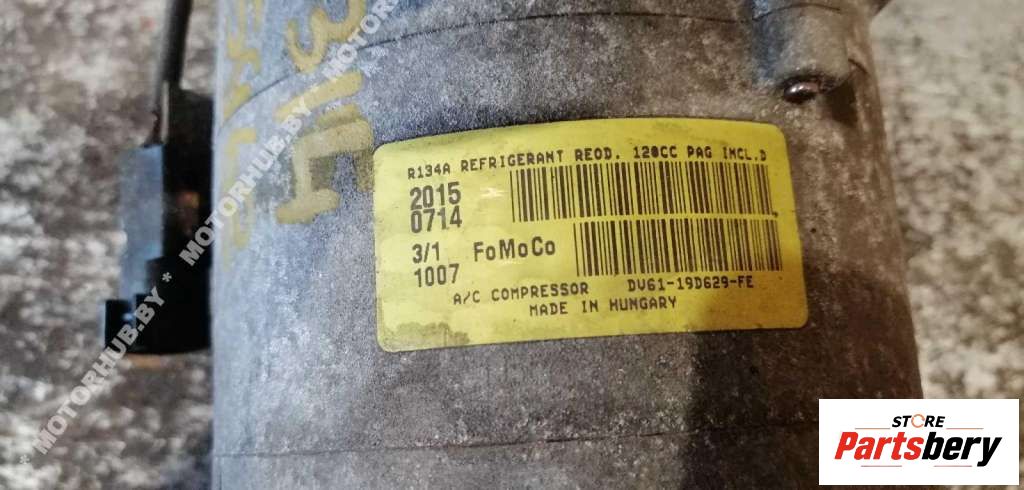 R134A REFRIGERANT REOD. 120CC PAG INCL.D
2015
0714
3/1 FoMoCo
1007
A/C COMPRESSOR DV61-19D629-FE
MADE IN HUNGARY
* MOTORHUB.BY * MOTORHUB.BY * MOTORHUB.BY
STORE
Partsbery